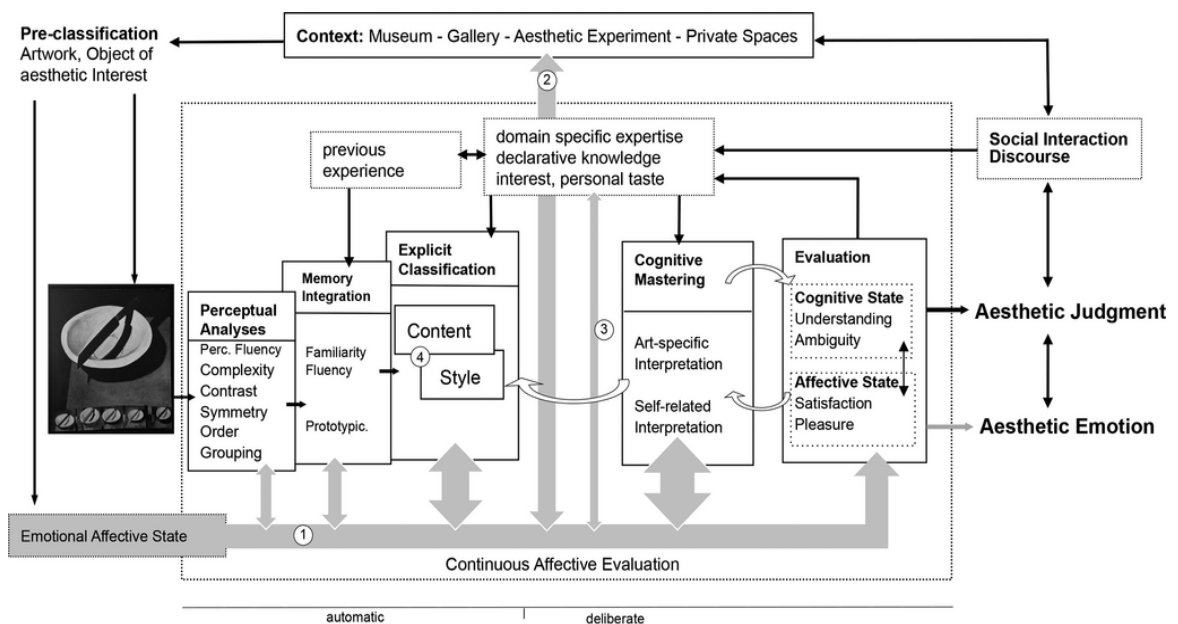 Pre-classification
Artwork, Object of
aesthetic Interest
Context: Museum - Gallery - Aesthetic Experiment - Private Spaces
2
previous
experience
domain specific expertise
declarative knowledge
interest, personal taste
Social Interaction
Discourse
Perceptual
Analyses
Perc. Fluency
Complexity
Contrast
Symmetry
Order
Grouping
Memory
Integration
Familiarity
Fluency
Prototypic.
Explicit
Classification
Content
4
Style
3
Cognitive
Mastering
Art-specific
Interpretation
Self-related
Interpretation
Evaluation
Cognitive State
Understanding
Ambiguity
Affective State
Satisfaction
Pleasure
Aesthetic Judgment
Aesthetic Emotion
Emotional Affective State
1
Continuous Affective Evaluation
automatic
deliberate